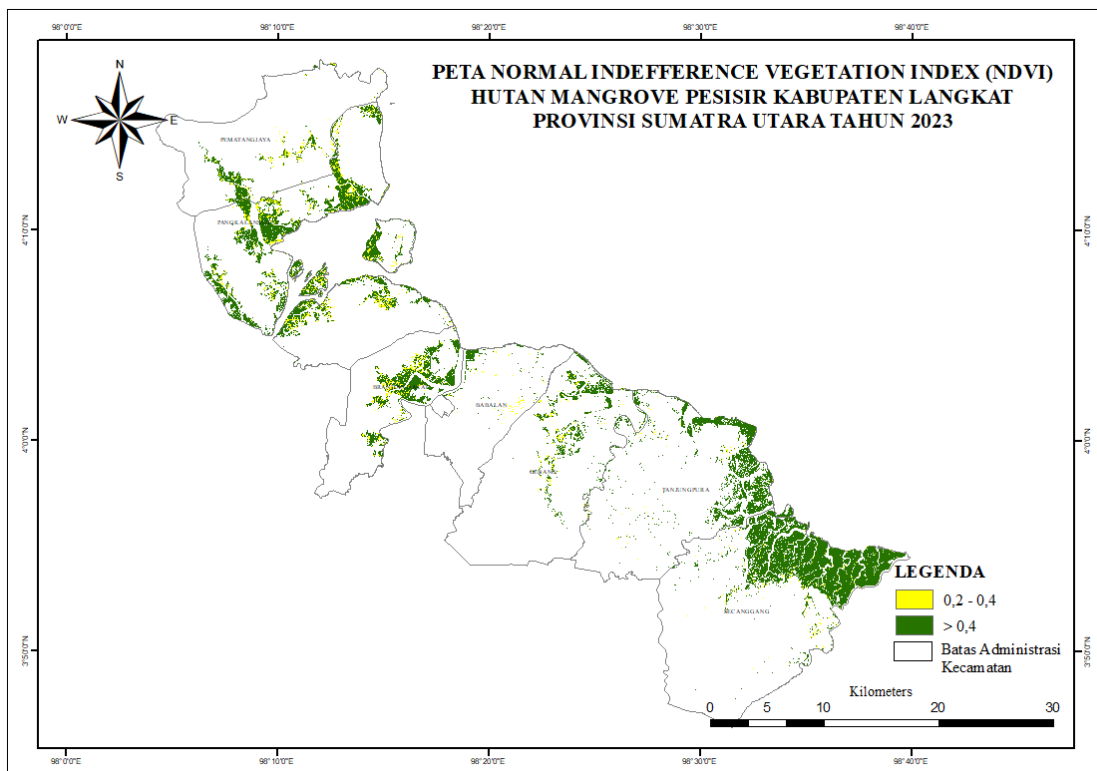 98°0'0"E 98°10'0"E 98°20'0"E 98°30'0"E 98°40'0"E
PETA NORMAL INDEFFERENCE VEGETATION INDEX (NDVI)
HUTAN MANGROVE PESISIR KABUPATEN LANGKAT
PROVINSI SUMATRA UTARA TAHUN 2023
N
W E
S
PEMATANGJAYA
4°10'0"N 4°10'0"N
BABALAN
4°0'0"N 4°0'0"N
TANJUNGPURA
LEGENDA
0,2 - 0,4
> 0,4
Batas Administrasi
Kecamatan
SECANGGANG
3°50'0"N 3°50'0"N
Kilometers
0 5 10 20 30
98°0'0"E 98°10'0"E 98°20'0"E 98°30'0"E 98°40'0"E